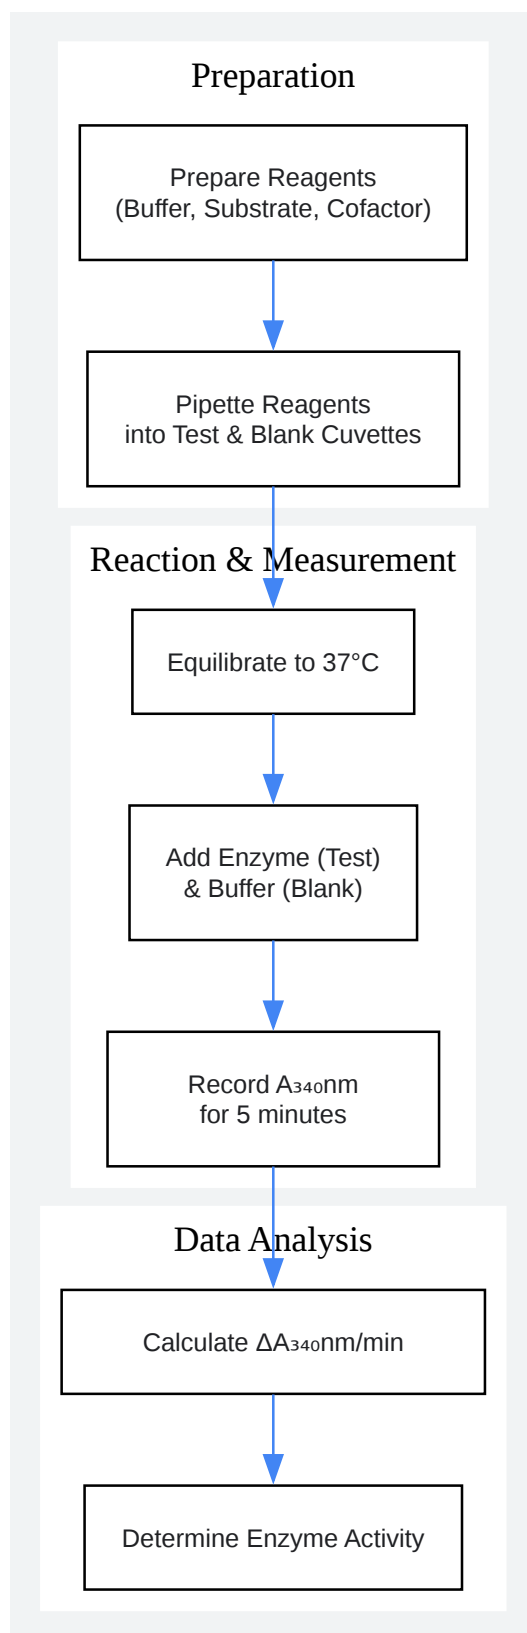 Preparation
Prepare Reagents
(Buffer, Substrate, Cofactor)
Pipette Reagents
into Test & Blank Cuvettes
Reaction & Measurement
Equilibrate to 37°C
Add Enzyme (Test)
& Buffer (Blank)
Record A₃₄₀nm
for 5 minutes
Data Analysis
Calculate ΔA₃₄₀nm/min
Determine Enzyme Activity